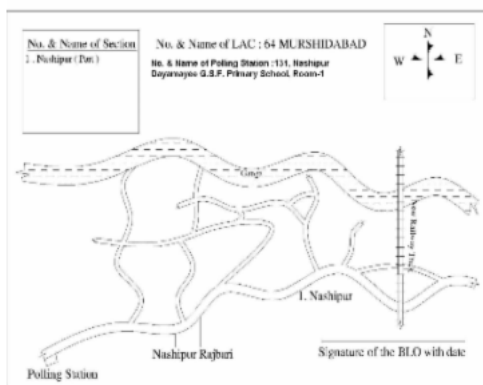 No. & Name of Section
1 . Nashipur ( Part )
No. & Name of LAC : 64 MURSHIDABAD
No. & Name of Polling Station :131, Nashipur
Dayamayee G.S.F. Primary School, Room-1
N
W
E
Ganga
New Railway Track
1. Nashipur
Nashipur Rajbari
Polling Station
Signature of the BLO with date